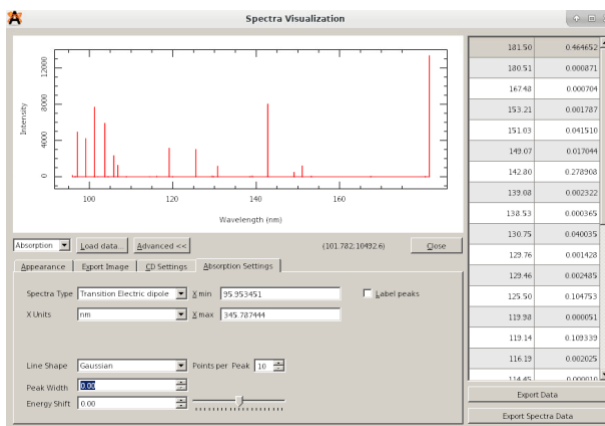 Spectra Visualization
12000
8000
4000
0
Intensity
100
120
140
160
Wavelength (nm)
Absorption
Load data...
Advanced <<
(101.782:10492.6)
Close
Appearance
Export Image
CD Settings
Absorption Settings
Spectra Type Transition Electric dipole X min 95.953451 Label peaks
X Units nm X max 345.787444
Line Shape Gaussian Points per Peak 10
Peak Width 0.00
Energy Shift 0.00
181.50 0.464652
180.51 0.000871
167.48 0.000704
153.21 0.001787
151.03 0.041510
149.07 0.017044
142.80 0.278908
139.08 0.002322
138.53 0.000365
130.75 0.040035
129.76 0.001428
129.46 0.002485
125.50 0.104753
119.98 0.000051
119.14 0.109339
116.19 0.002025
114.45 0.000010
Export Data
Export Spectra Data